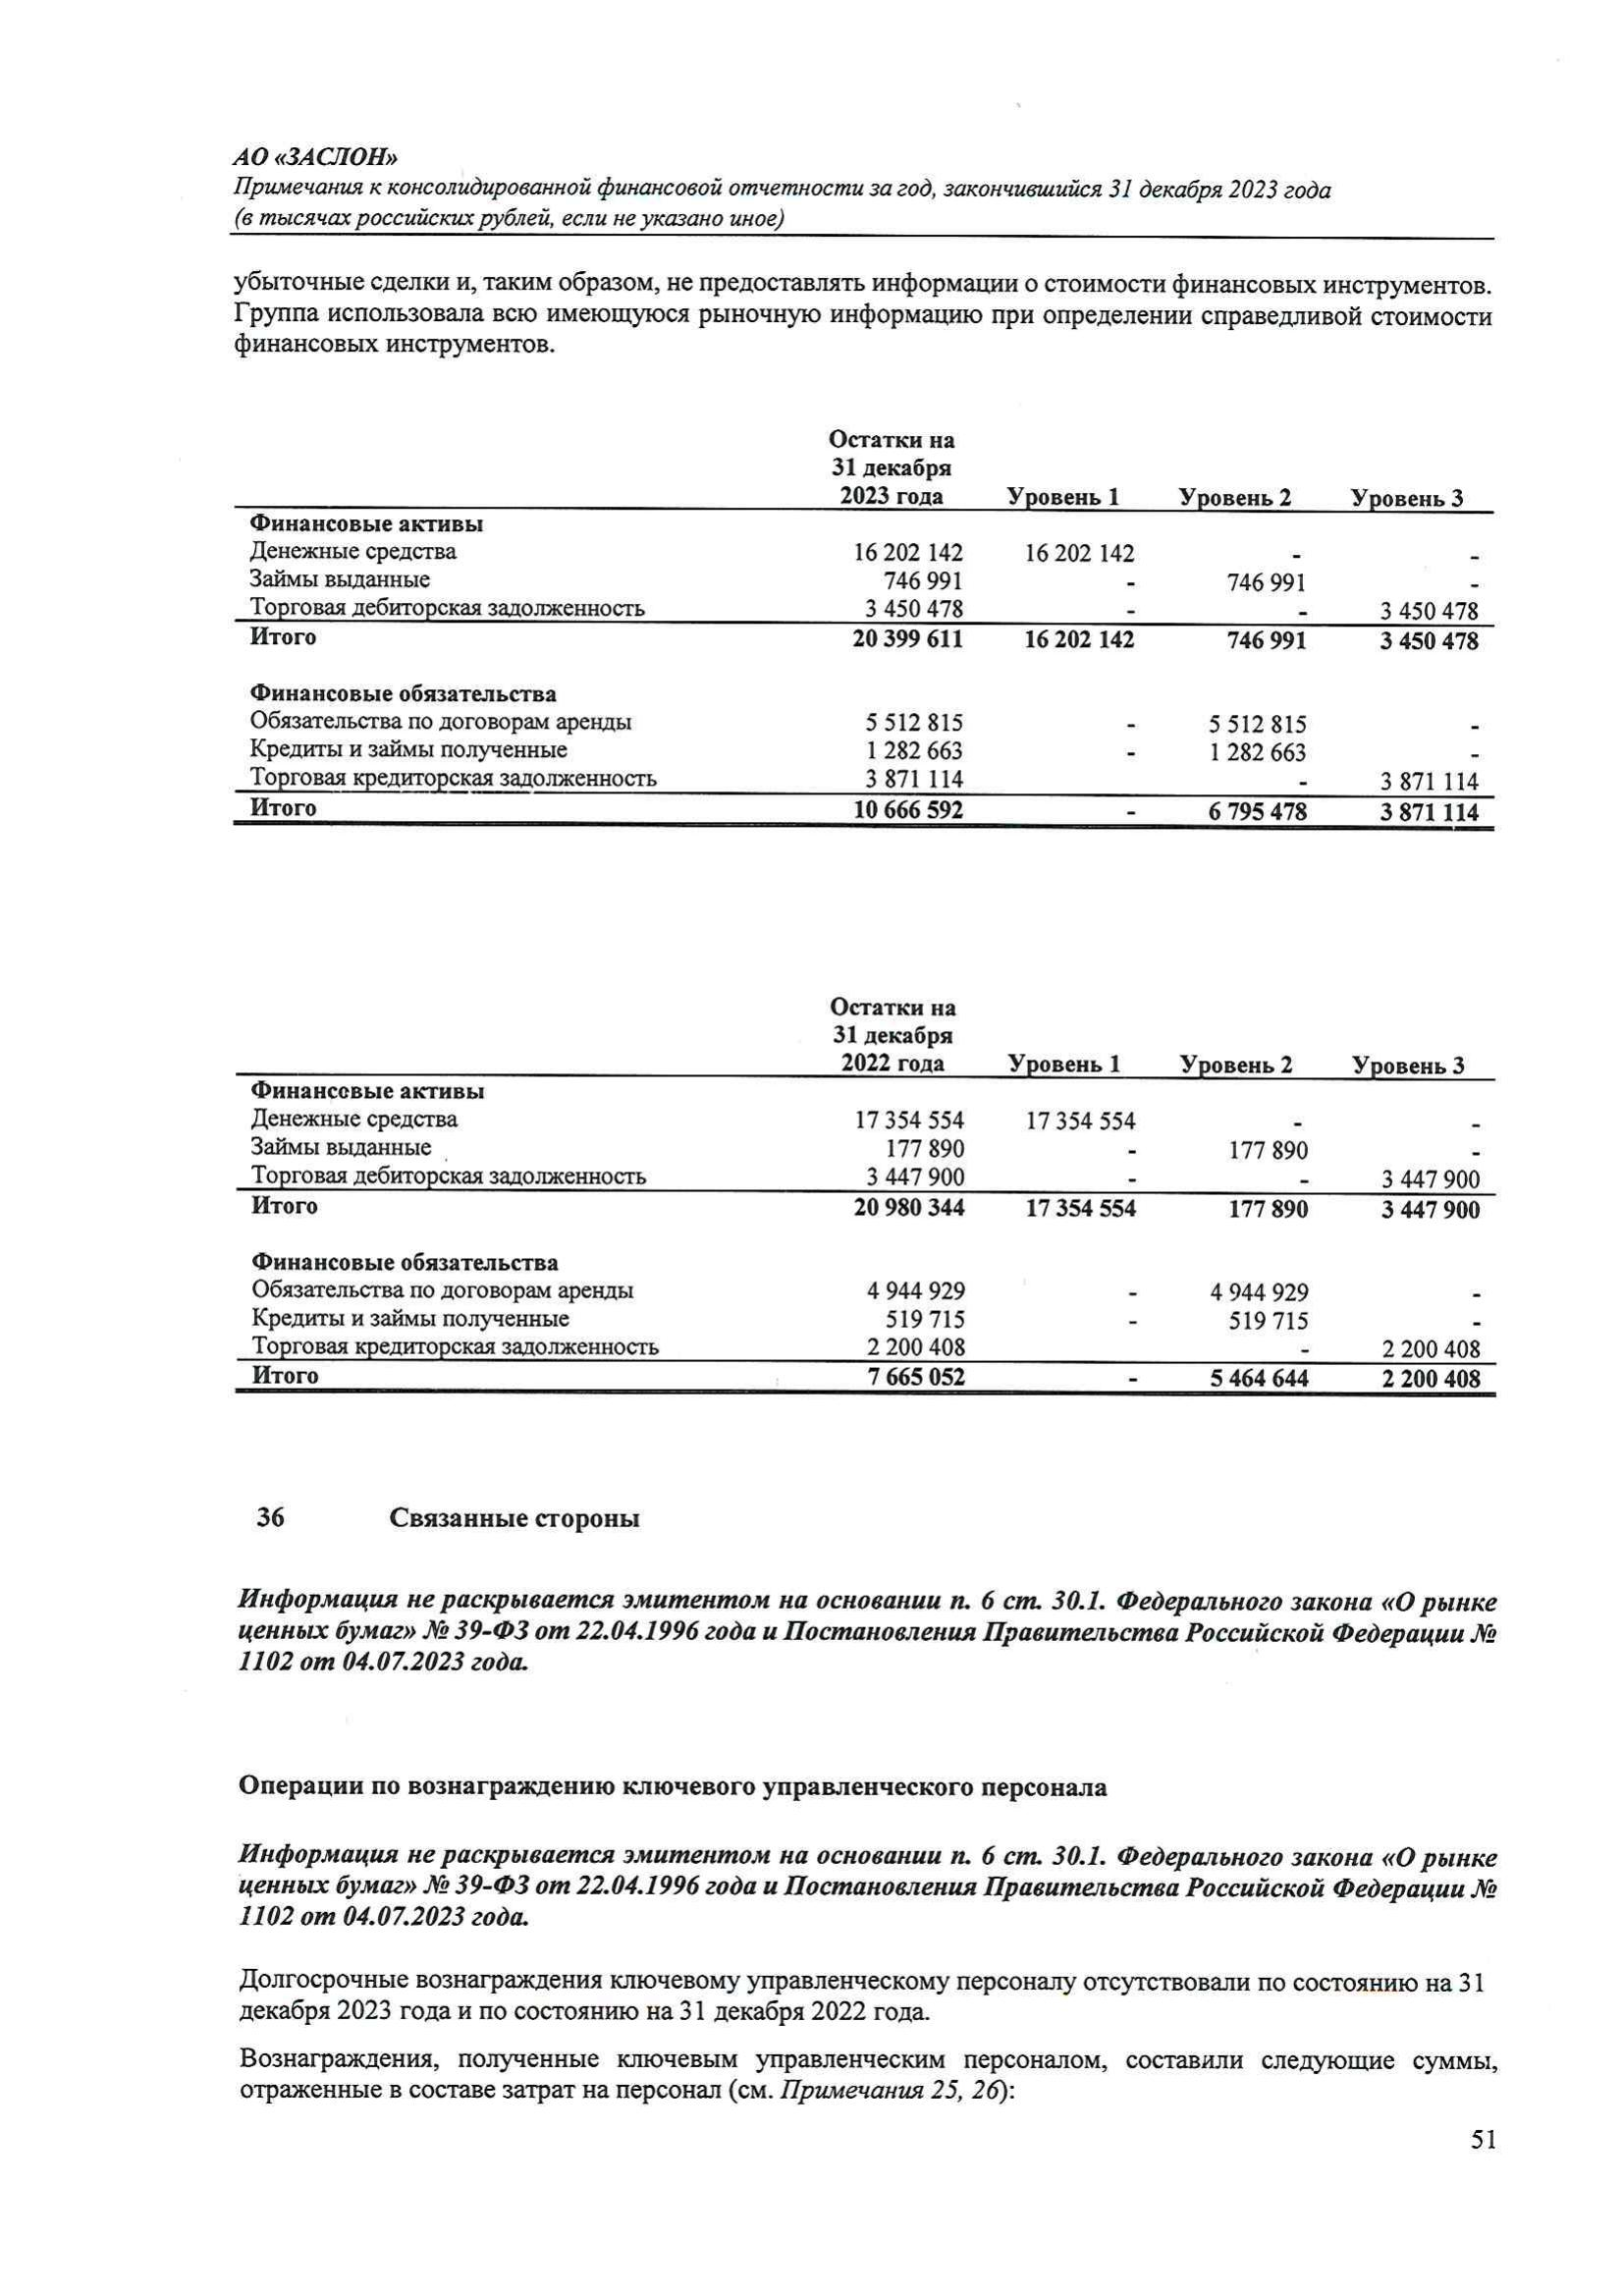 АО «ЗАСЛОН»
Примечания к консолидированной финансовой отчетности за год, закончившийся 31 декабря 2023 года
(в тысячах российских рублей, если не указано иное)
убыточные сделки и, таким образом, не предоставлять информации о стоимости финансовых инструментов.
Группа использовала всю имеющуюся рыночную информацию при определении справедливой стоимости
финансовых инструментов.
Остатки на
31 декабря
2023 года Уровень 1 Уровень 2 Уровень 3
Финансовые активы
Денежные средства 16 202 142 16 202 142 - -
Займы выданные 746 991 - 746 991 -
Торговая дебиторская задолженность 3 450 478 - - 3 450 478
Итого 20 399 611 16 202 142 746 991 3 450 478
Финансовые обязательства
Обязательства по договорам аренды 5 512 815 - 5 512 815 -
Кредиты и займы полученные 1 282 663 - 1 282 663 -
Торговая кредиторская задолженность 3 871 114 - 3 871 114
Итого 10 666 592 - 6 795 478 3 871 114
Остатки на
31 декабря
2022 года Уровень 1 Уровень 2 Уровень 3
Финансовые активы
Денежные средства 17 354 554 17 354 554 - -
Займы выданные 177 890 - 177 890 -
Торговая дебиторская задолженность 3 447 900 - - 3 447 900
Итого 20 980 344 17 354 554 177 890 3 447 900
Финансовые обязательства
Обязательства по договорам аренды 4 944 929 - 4 944 929 -
Кредиты и займы полученные 519 715 - 519 715 -
Торговая кредиторская задолженность 2 200 408 - 2 200 408
Итого 7 665 052 - 5 464 644 2 200 408
36 Связанные стороны
Информация не раскрывается эмитентом на основании п. 6 ст. 30.1. Федерального закона «О рынке
ценных бумаг» № 39-ФЗ от 22.04.1996 года и Постановления Правительства Российской Федерации №
1102 от 04.07.2023 года.
Операции по вознаграждению ключевого управленческого персонала
Информация не раскрывается эмитентом на основании п. 6 ст. 30.1. Федерального закона «О рынке
ценных бумаг» № 39-ФЗ от 22.04.1996 года и Постановления Правительства Российской Федерации №
1102 от 04.07.2023 года.
Долгосрочные вознаграждения ключевому управленческому персоналу отсутствовали по состоянию на 31
декабря 2023 года и по состоянию на 31 декабря 2022 года.
Вознаграждения, полученные ключевым управленческим персоналом, составили следующие суммы,
отраженные в составе затрат на персонал (см. Примечания 25, 26):
51